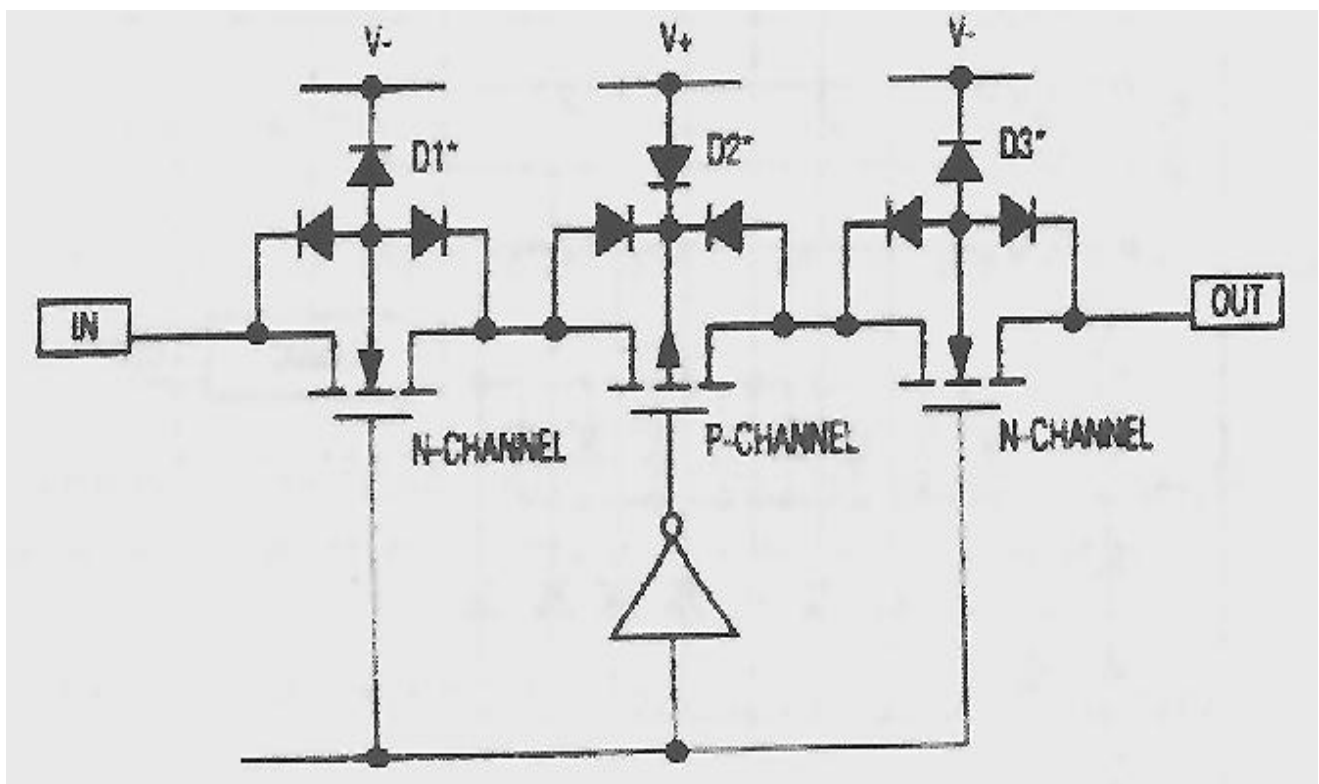 V-
V+
V-
D1*
D2*
D3*
IN
OUT
N-CHANNEL
P-CHANNEL
N-CHANNEL